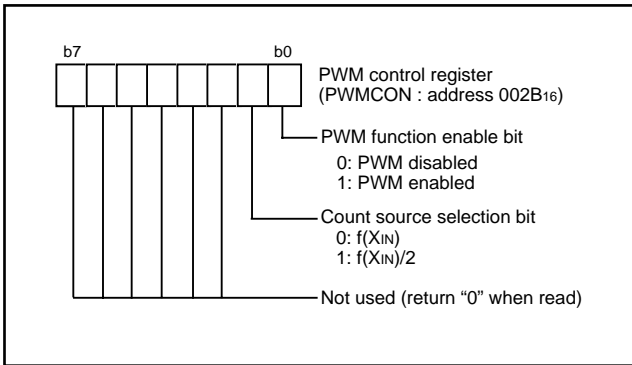 b7 b0
PWM control register
(PWMCON : address 002B16)
PWM function enable bit
0: PWM disabled
1: PWM enabled
Count source selection bit
0: f(XIN)
1: f(XIN)/2
Not used (return “0” when read)